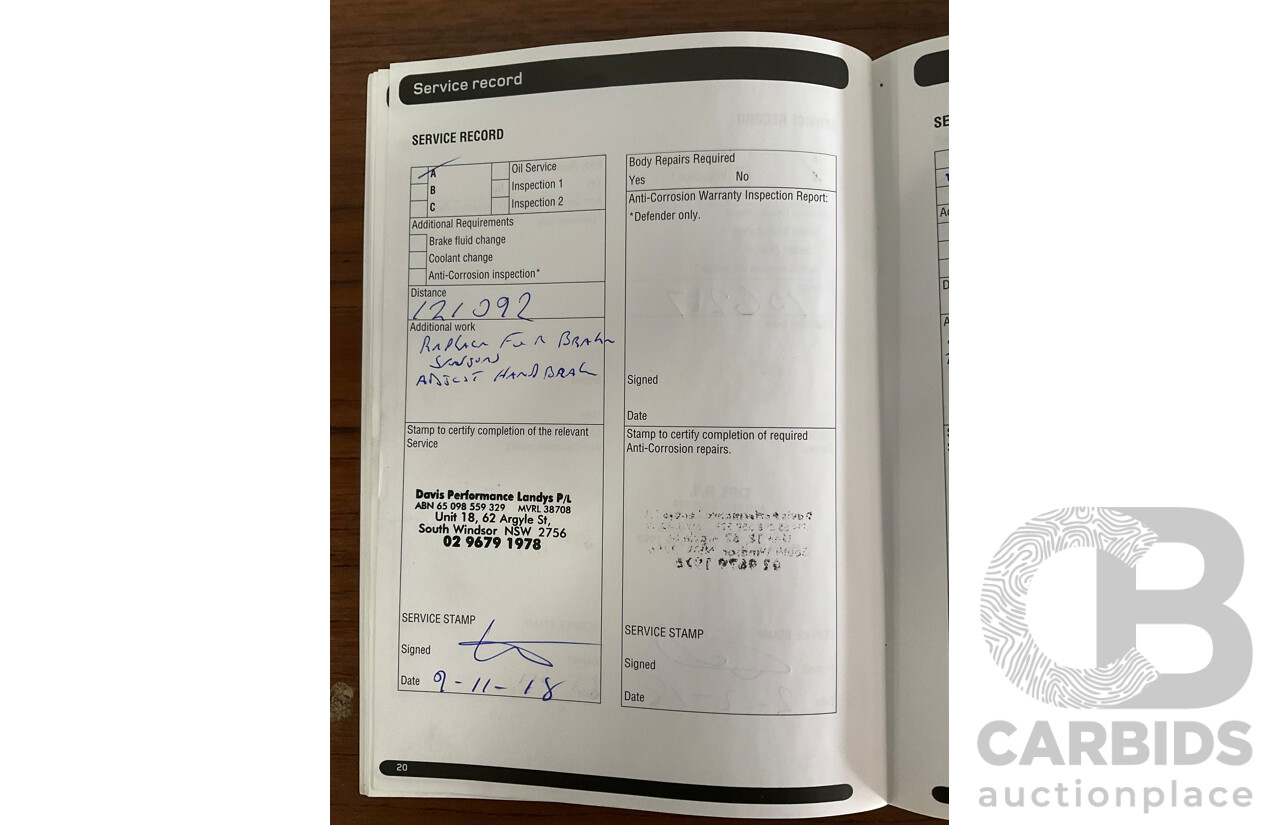 Service record
SERVICE RECORD
A
B
C
Oil Service
Inspection 1
Inspection 2
Additional Requirements
Brake fluid change
Coolant change
Anti-Corrosion inspection*
Distance
121092
Additional work
ADJUST HANDBRAKE
Stamp to certify completion of the relevant
Service
Davis Performance Landys P/L
ABN 65 098 559 329 MVRL 38708
Unit 18, 62 Argyle St,
South Windsor NSW 2756
02 9679 1978
SERVICE STAMP
Signed
Date 9-11-18
20
Body Repairs Required
Yes No
Anti-Corrosion Warranty Inspection Report:
*Defender only.
Signed
Date
Stamp to certify completion of required
Anti-Corrosion repairs.
SERVICE STAMP
Signed
Date
SE
CB
CARBIDS
auctionplace